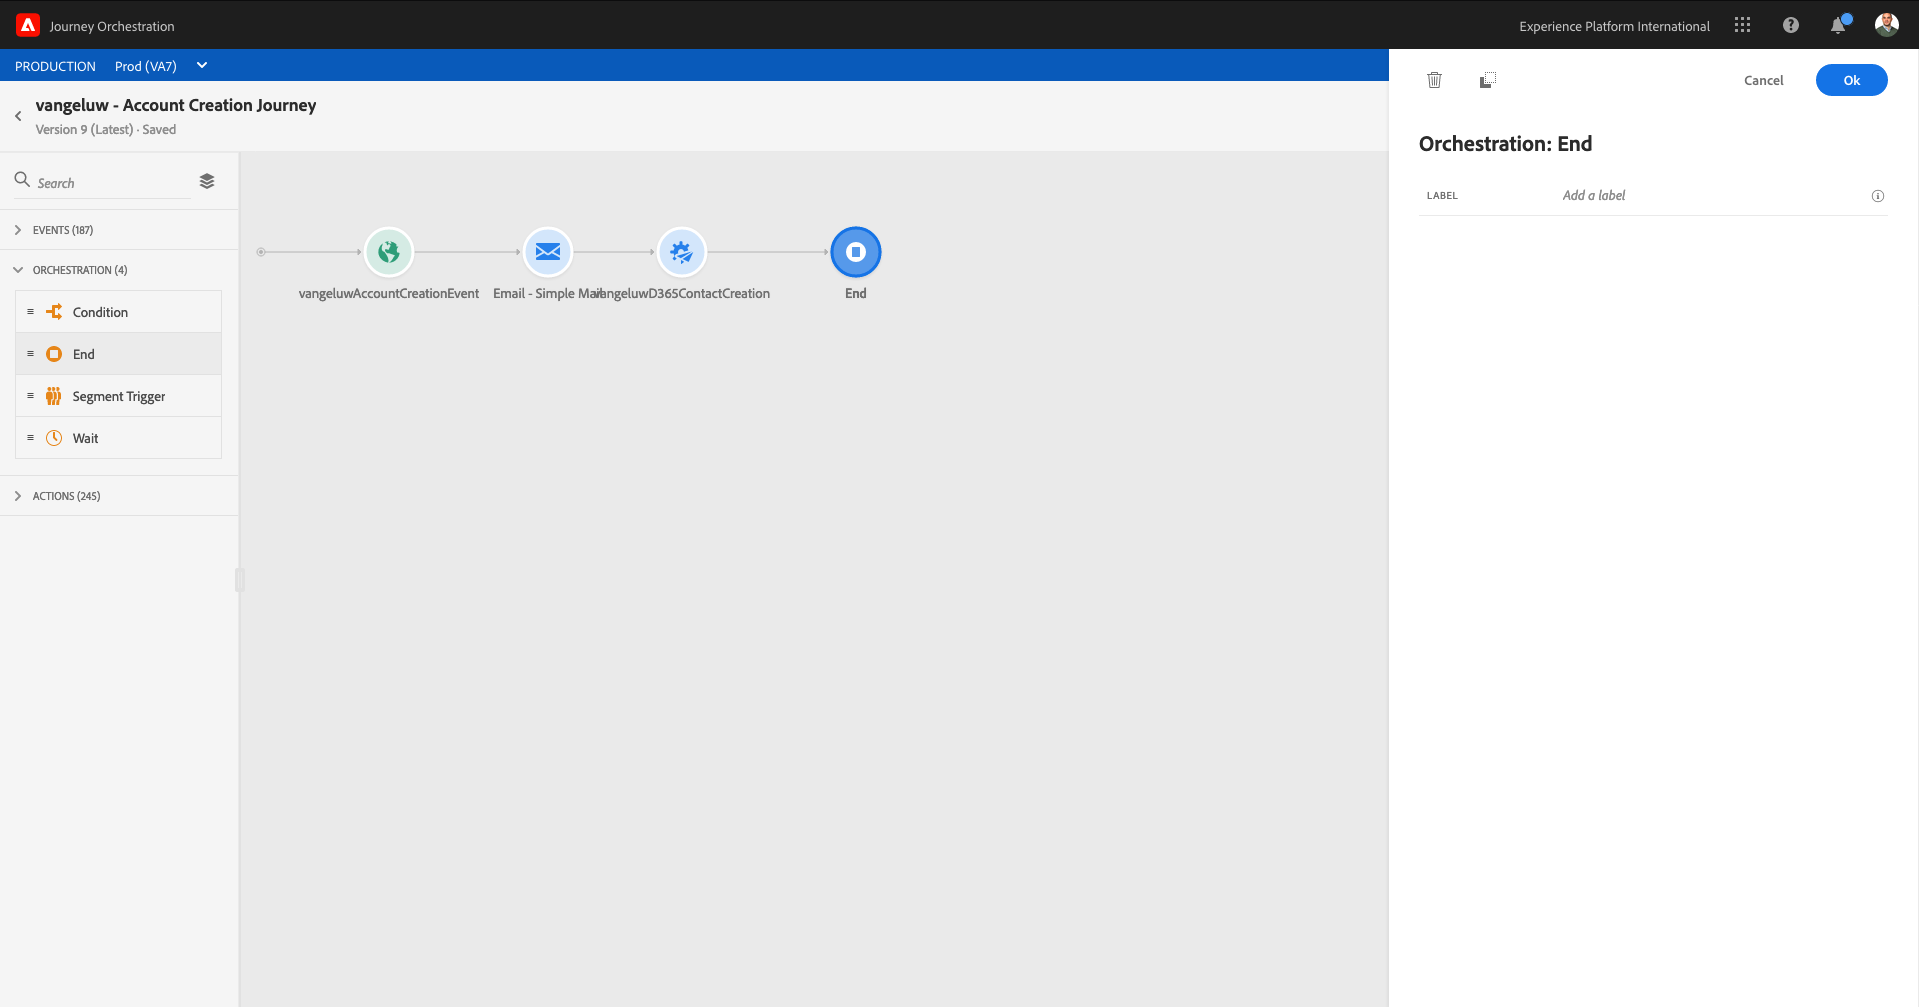 Journey Orchestration
Experience Platform International
PRODUCTION Prod (VA7)
Cancel
Ok
vangeluw - Account Creation Journey
Version 9 (Latest) · Saved
Orchestration: End
Search
LABEL Add a label
EVENTS (187)
ORCHESTRATION (4)
vangeluwAccountCreationEvent
Email - Simple Mail
vangeluwD365ContactCreation
End
Condition
End
Segment Trigger
Wait
ACTIONS (245)